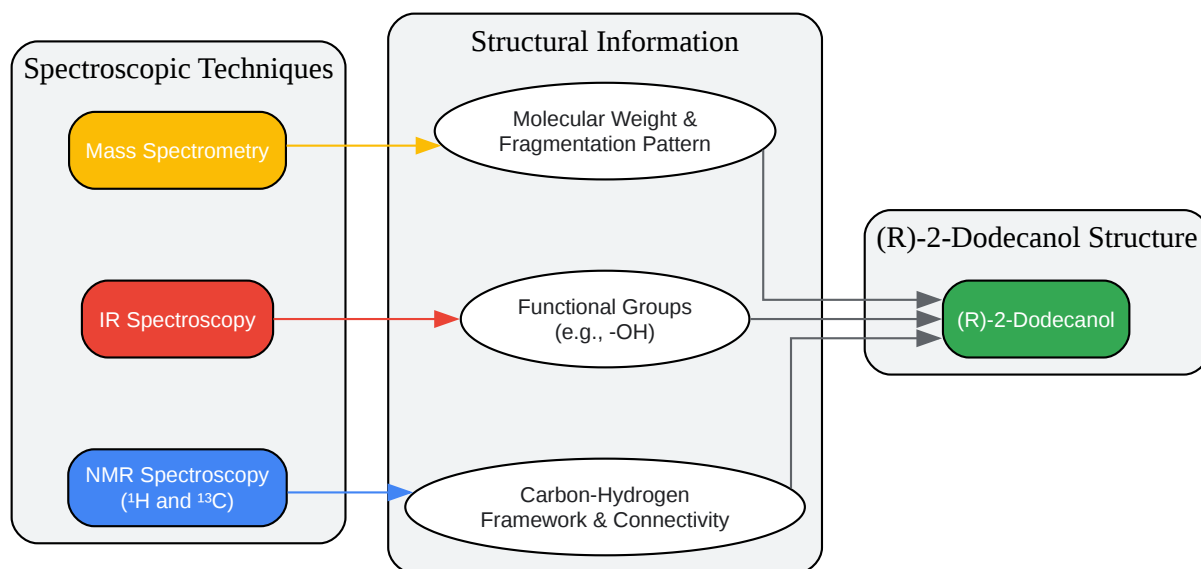 Spectroscopic Techniques
Mass Spectrometry
IR Spectroscopy
NMR Spectroscopy
(¹H and ¹³C)
Structural Information
Molecular Weight &
Fragmentation Pattern
Functional Groups
(e.g., -OH)
Carbon-Hydrogen
Framework & Connectivity
(R)-2-Dodecanol Structure
(R)-2-Dodecanol